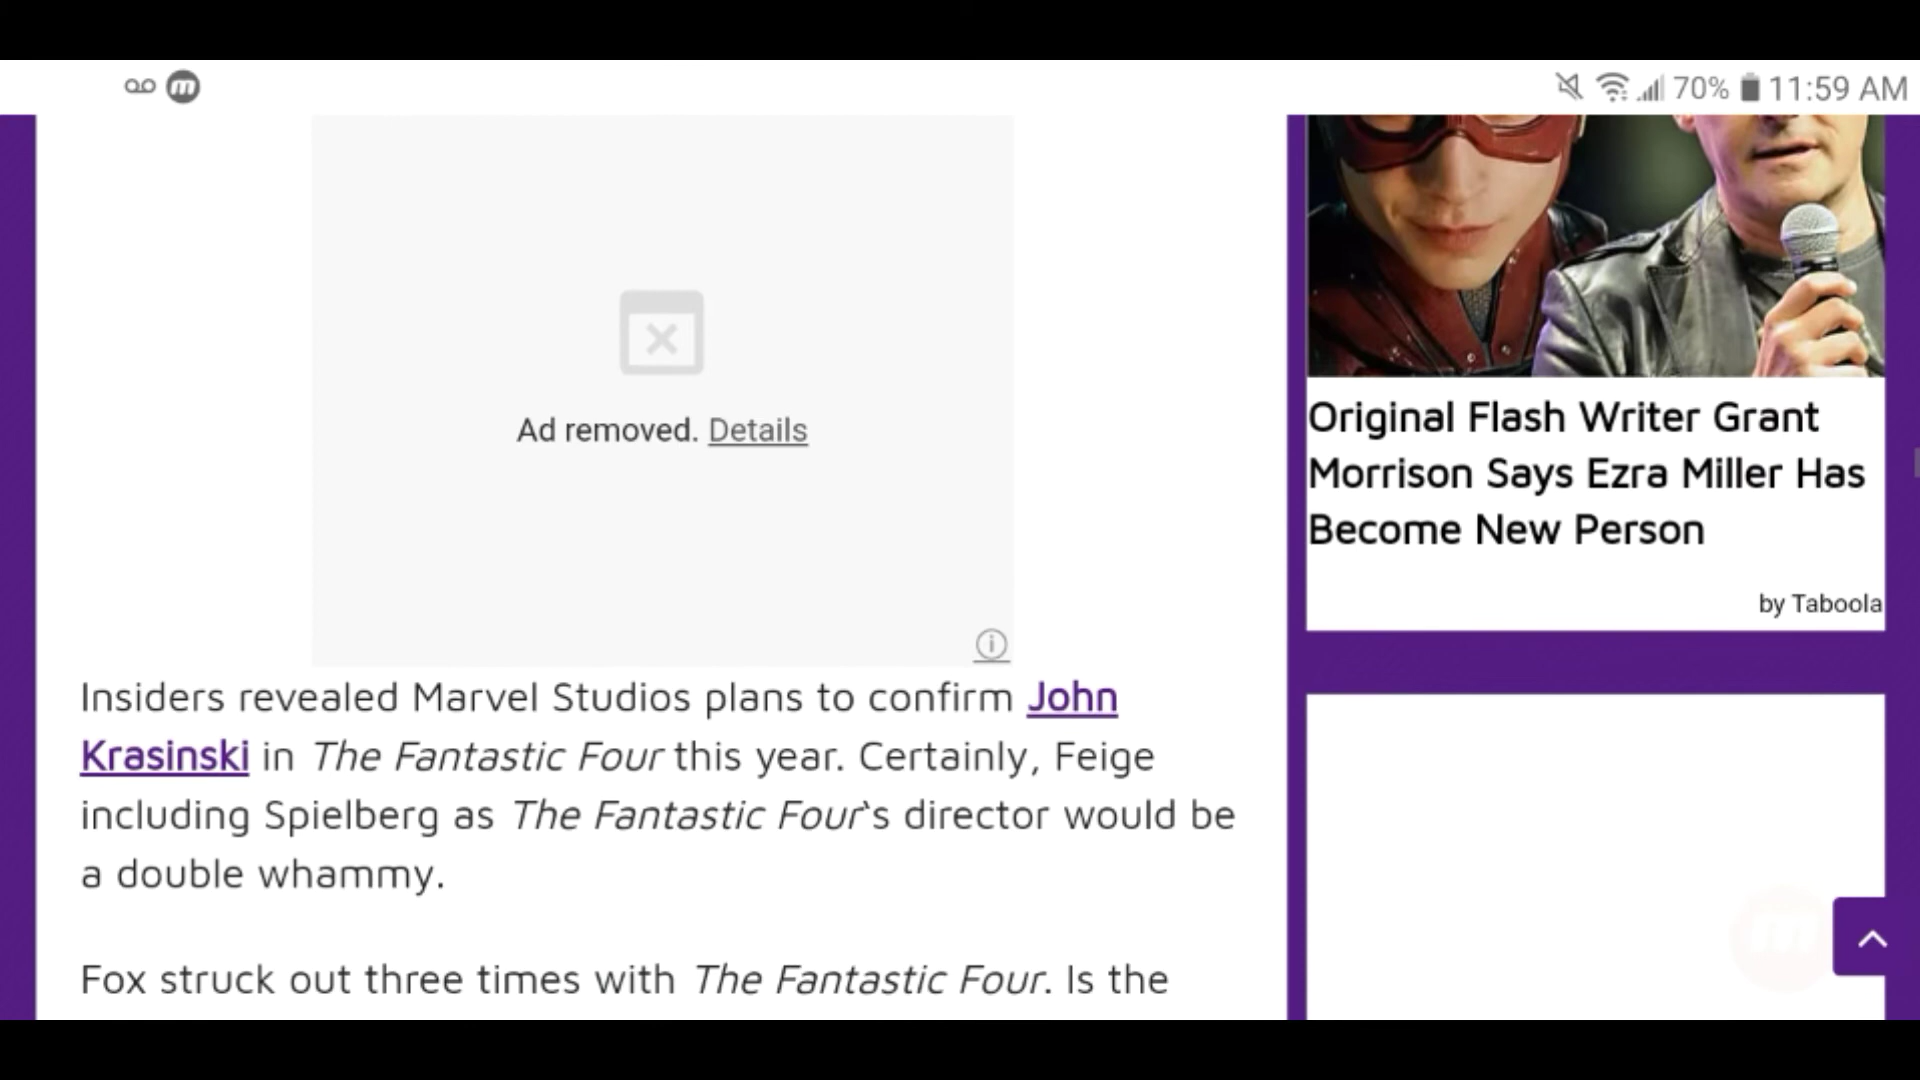 70% 11:59 AM
Ad removed. Details
Insiders revealed Marvel Studios plans to confirm John
Krasinski in The Fantastic Four this year. Certainly, Feige
including Spielberg as The Fantastic Four's director would be
a double whammy.
Fox struck out three times with The Fantastic Four. Is the
Original Flash Writer Grant
Morrison Says Ezra Miller Has
Become New Person
by Taboola